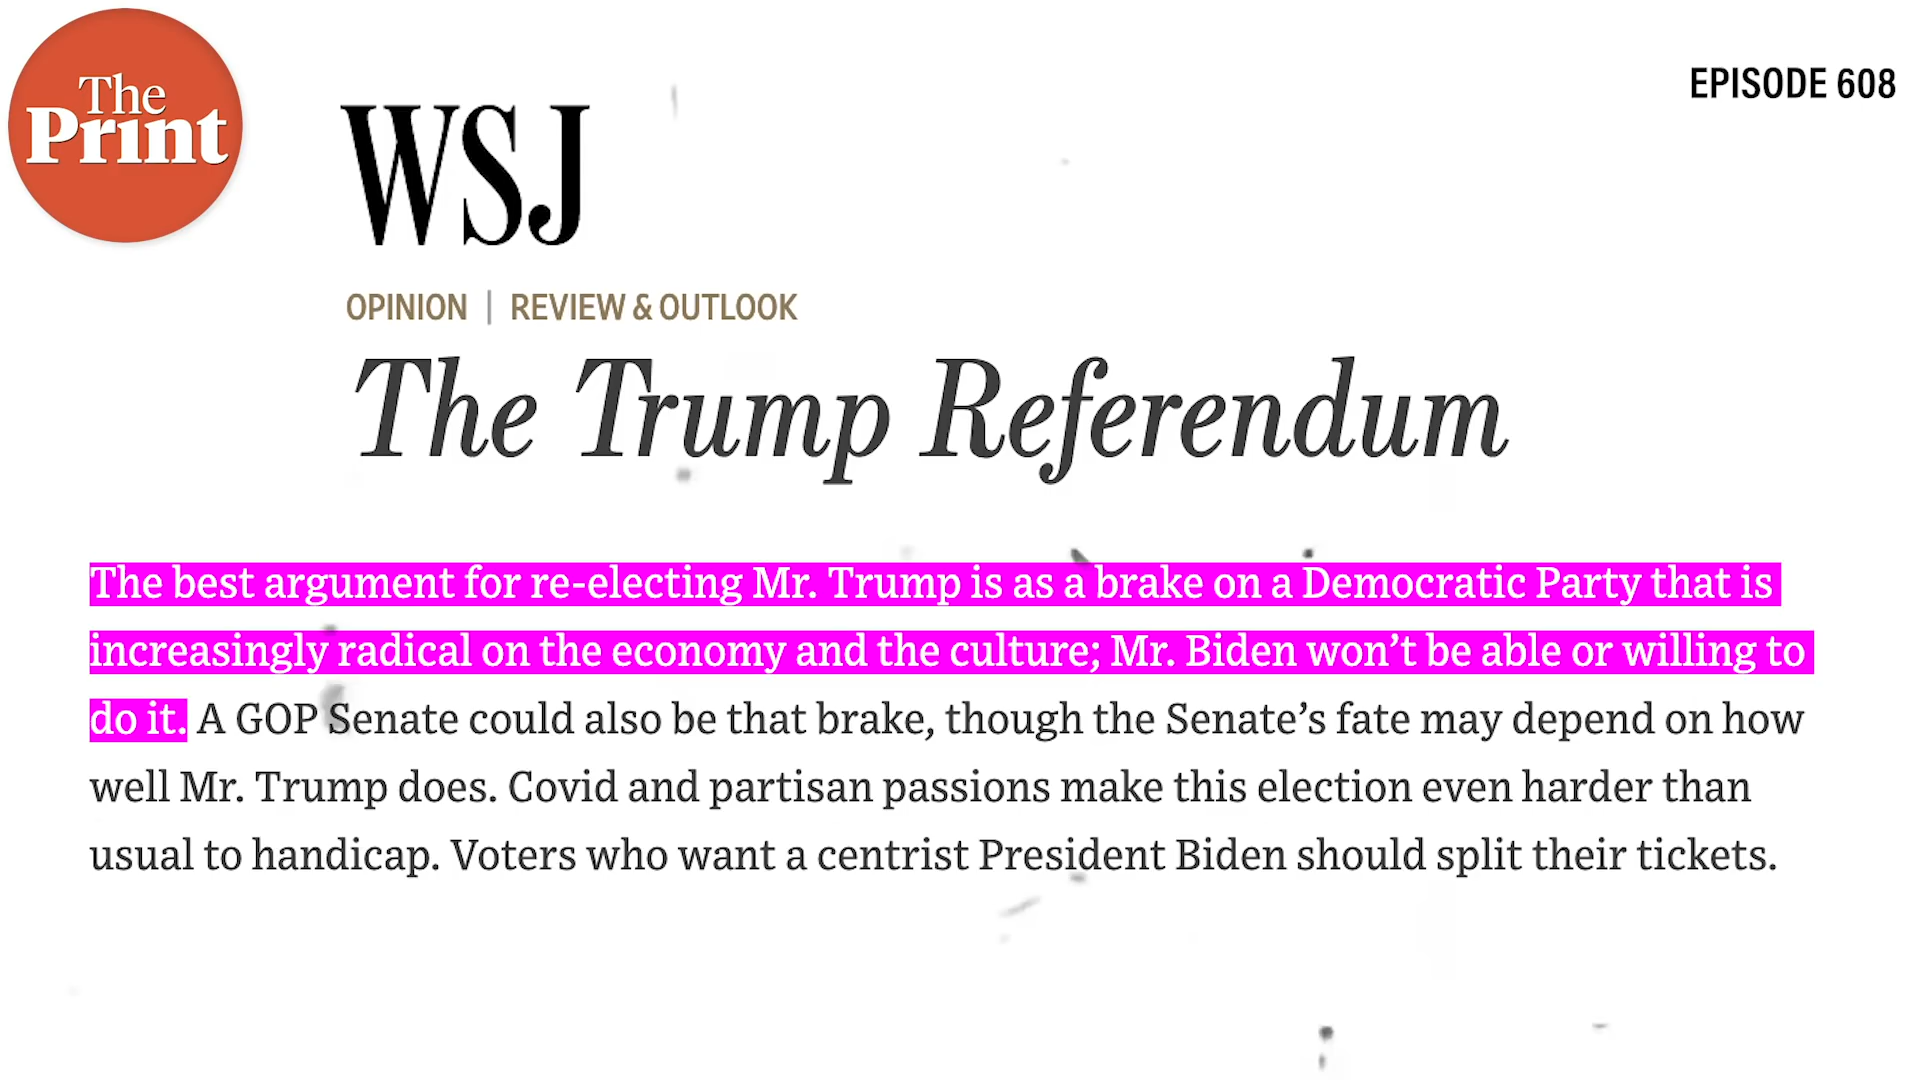 The
Print
EPISODE 608
WSJ
OPINION | REVIEW & OUTLOOK
The Trump Referendum
The best argument for re-electing Mr. Trump is as a brake on a Democratic Party that is
increasingly radical on the economy and the culture; Mr. Biden won’t be able or willing to
do it. A GOP Senate could also be that brake, though the Senate’s fate may depend on how
well Mr. Trump does. Covid and partisan passions make this election even harder than
usual to handicap. Voters who want a centrist President Biden should split their tickets.